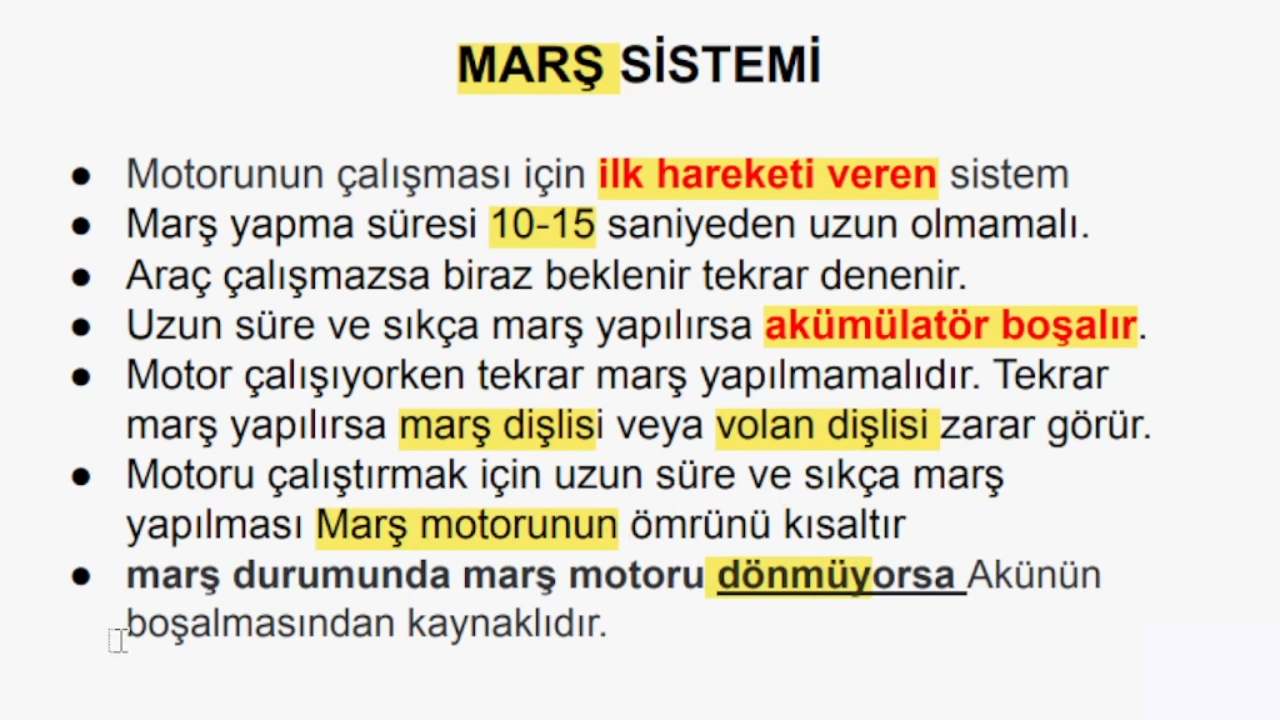 MARŞ SİSTEMİ
● Motorunun çalışması için ilk hareketi veren sistem
● Marş yapma süresi 10-15 saniyeden uzun olmamalı.
● Araç çalışmazsa biraz beklenir tekrar denenir.
● Uzun süre ve sıkça marş yapılırsa akümülatör boşalır.
● Motor çalışıyorken tekrar marş yapılmamalıdır. Tekrar
marş yapılırsa marş dişlisi veya volan dişlisi zarar görür.
● Motoru çalıştırmak için uzun süre ve sıkça marş
yapılması Marş motorunun ömrünü kısaltır
● marş durumunda marş motoru dönmüyorsa Akünün
boşalmasından kaynaklıdır.